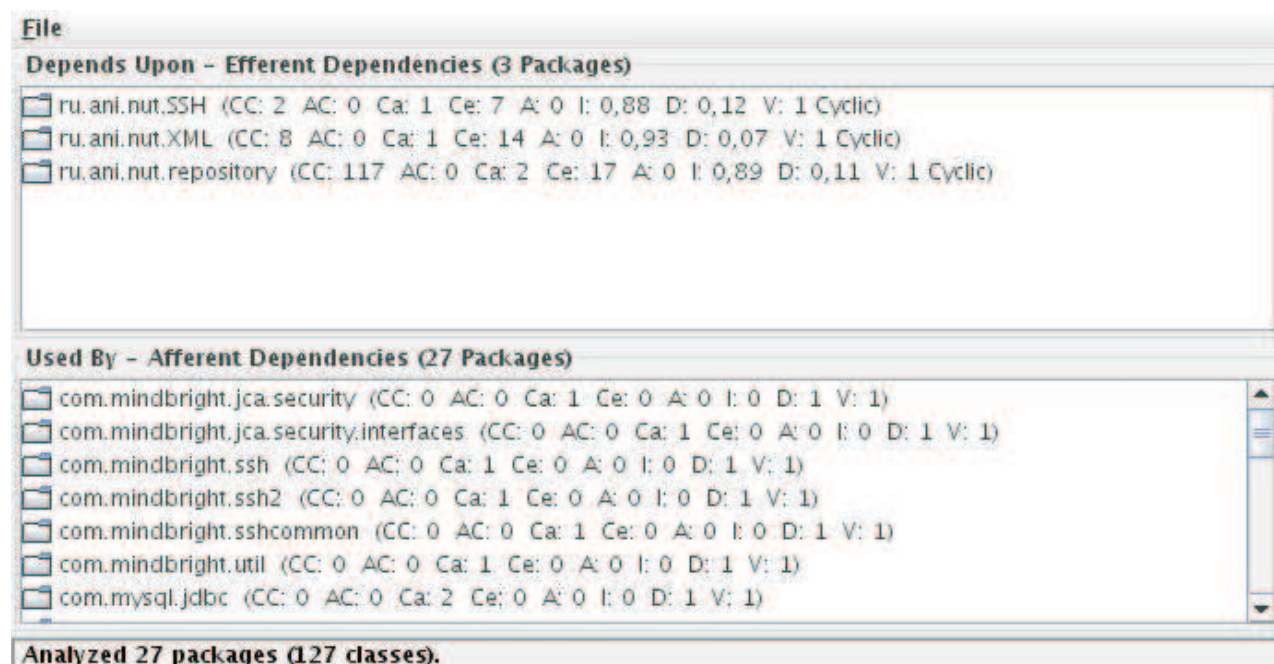 File
Depends Upon – Efferent Dependencies (3 Packages)
ru.ani.nut.SSH (CC: 2 AC: 0 Ca: 1 Ce: 7 A: 0 I: 0,88 D: 0,12 V: 1 Cyclic)
ru.ani.nut.XML (CC: 8 AC: 0 Ca: 1 Ce: 14 A: 0 I: 0,93 D: 0,07 V: 1 Cyclic)
ru.ani.nut.repository (CC: 117 AC: 0 Ca: 2 Ce: 17 A: 0 I: 0,89 D: 0,11 V: 1 Cyclic)
Used By – Afferent Dependencies (27 Packages)
com.mindbright.jca.security (CC: 0 AC: 0 Ca: 1 Ce: 0 A: 0 I: 0 D: 1 V: 1)
com.mindbright.jca.security.interfaces (CC: 0 AC: 0 Ca: 1 Ce: 0 A: 0 I: 0 D: 1 V: 1)
com.mindbright.ssh (CC: 0 AC: 0 Ca: 1 Ce: 0 A: 0 I: 0 D: 1 V: 1)
com.mindbright.ssh2 (CC: 0 AC: 0 Ca: 1 Ce: 0 A: 0 I: 0 D: 1 V: 1)
com.mindbright.sshcommon (CC: 0 AC: 0 Ca: 1 Ce: 0 A: 0 I: 0 D: 1 V: 1)
com.mindbright.util (CC: 0 AC: 0 Ca: 1 Ce: 0 A: 0 I: 0 D: 1 V: 1)
com.mysql.jdbc (CC: 0 AC: 0 Ca: 2 Ce: 0 A: 0 I: 0 D: 1 V: 1)
Analyzed 27 packages (127 classes).